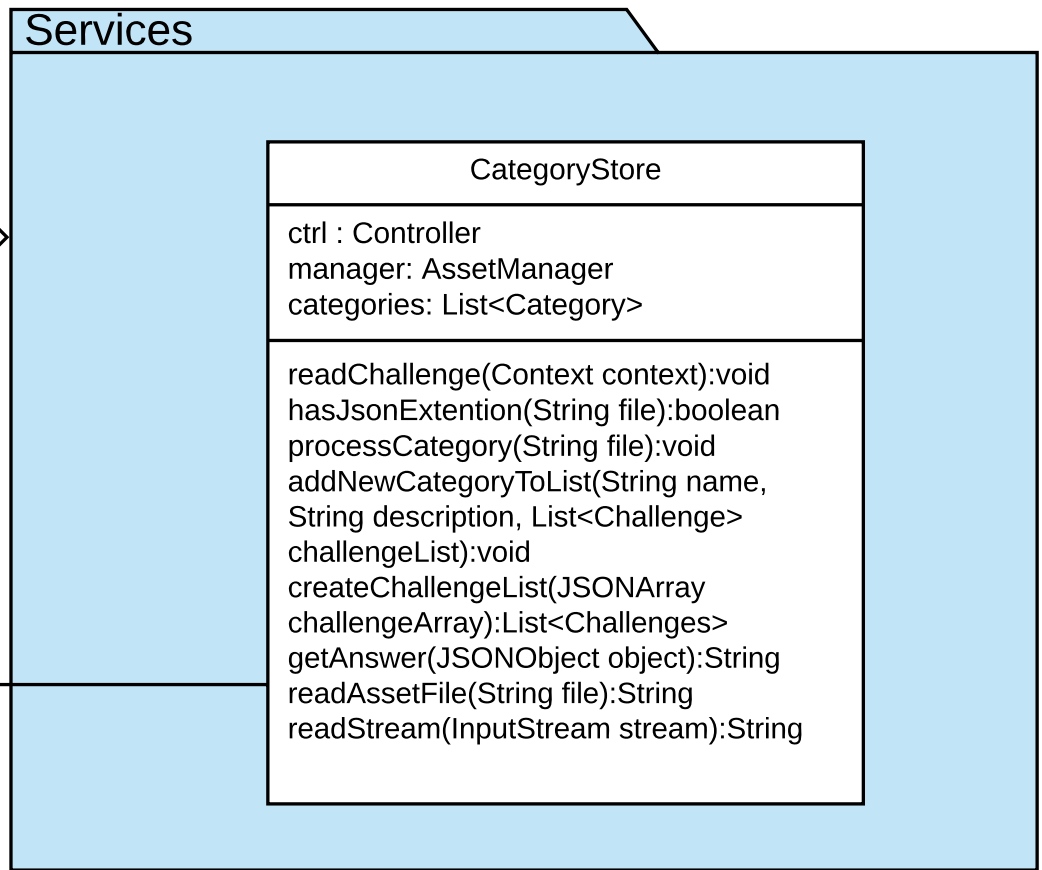 Services
CategoryStore
ctrl : Controller
manager: AssetManager
categories: List<Category>
readChallenge(Context context):void
hasJsonExtention(String file):boolean
processCategory(String file):void
addNewCategoryToList(String name,
String description, List<Challenge>
challengeList):void
createChallengeList(JSONArray
challengeArray):List<Challenges>
getAnswer(JSONObject object):String
readAssetFile(String file):String
readStream(InputStream stream):String